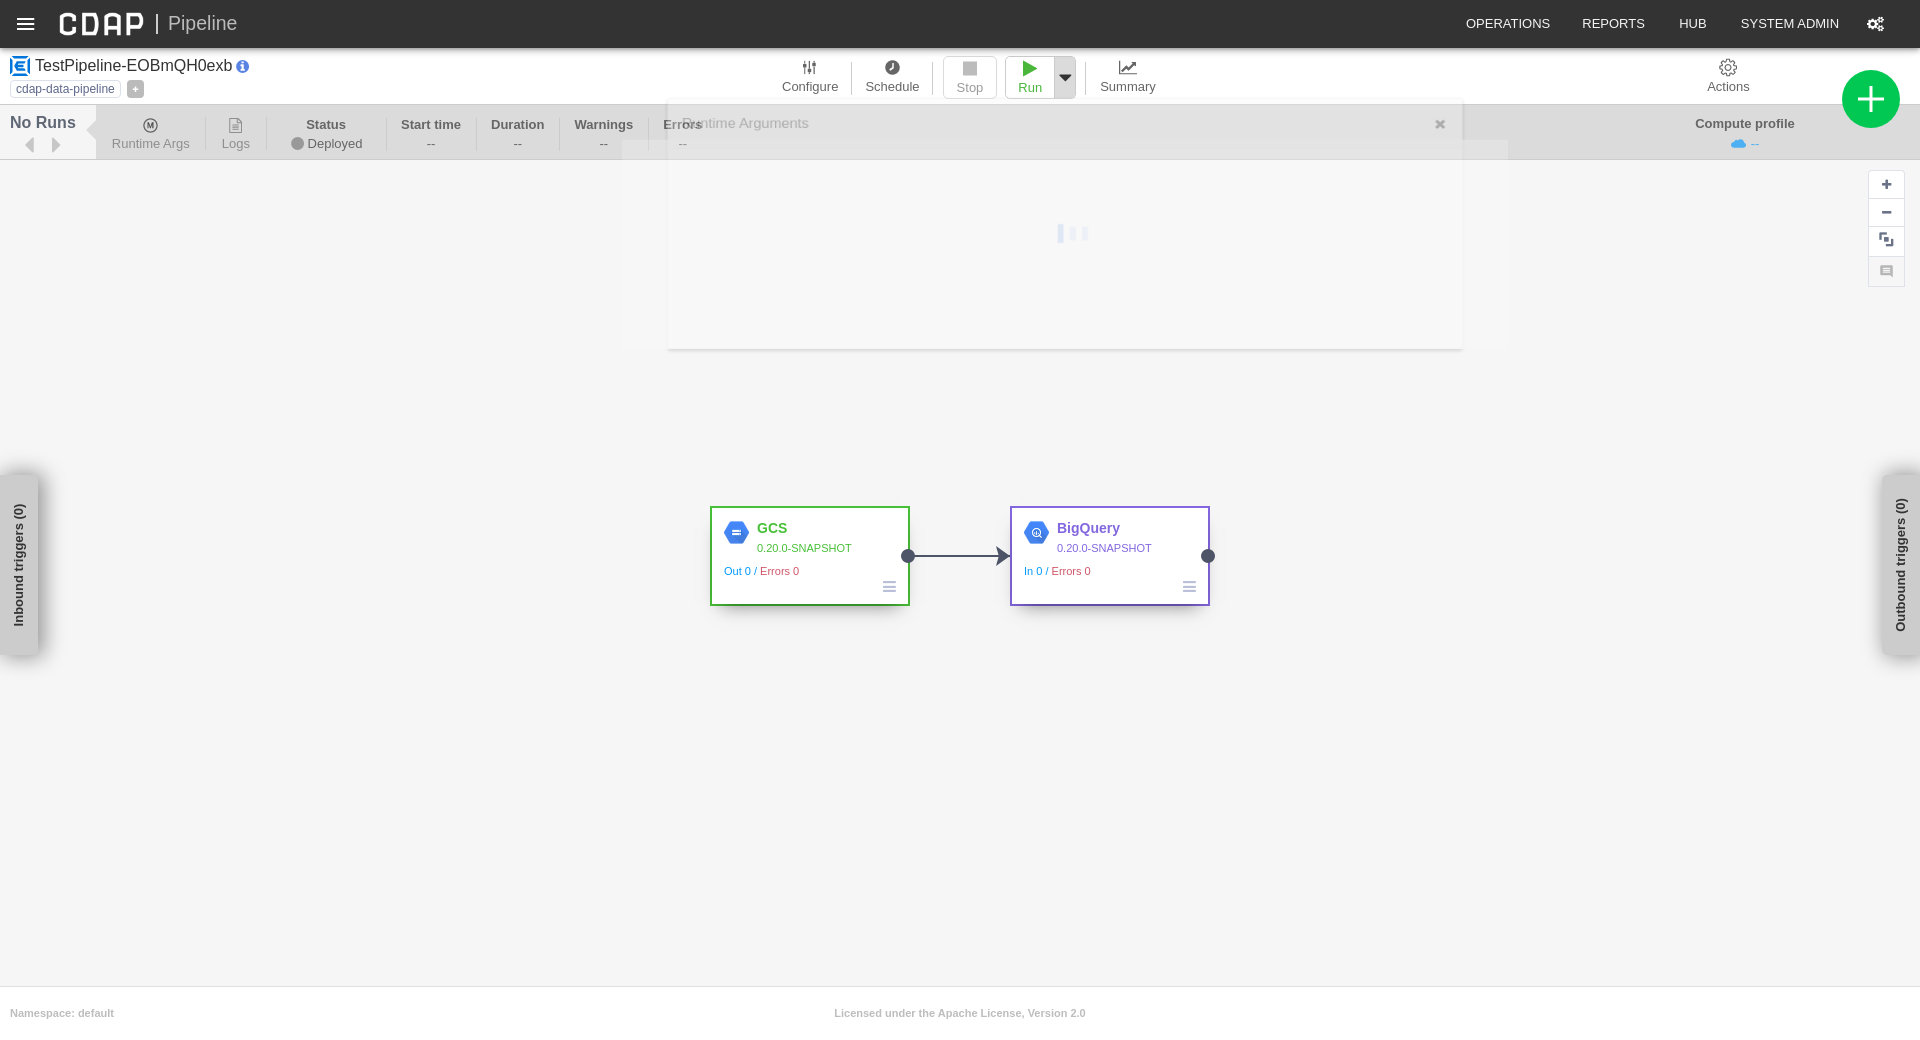 CDAP | Pipeline
OPERATIONS REPORTS HUB SYSTEM ADMIN
TestPipeline-EOBmQH0exb
cdap-data-pipeline +
Configure Schedule Stop Run Summary Actions
No Runs
Runtime Args Logs
Status
Deployed
Start time
--
Duration
--
Warnings
--
Errors
--
Runtime Arguments
Compute profile
--
GCS
0.20.0-SNAPSHOT
Out 0 / Errors 0
BigQuery
0.20.0-SNAPSHOT
In 0 / Errors 0
Inbound triggers (0)
Outbound triggers (0)
Namespace: default
Licensed under the Apache License, Version 2.0